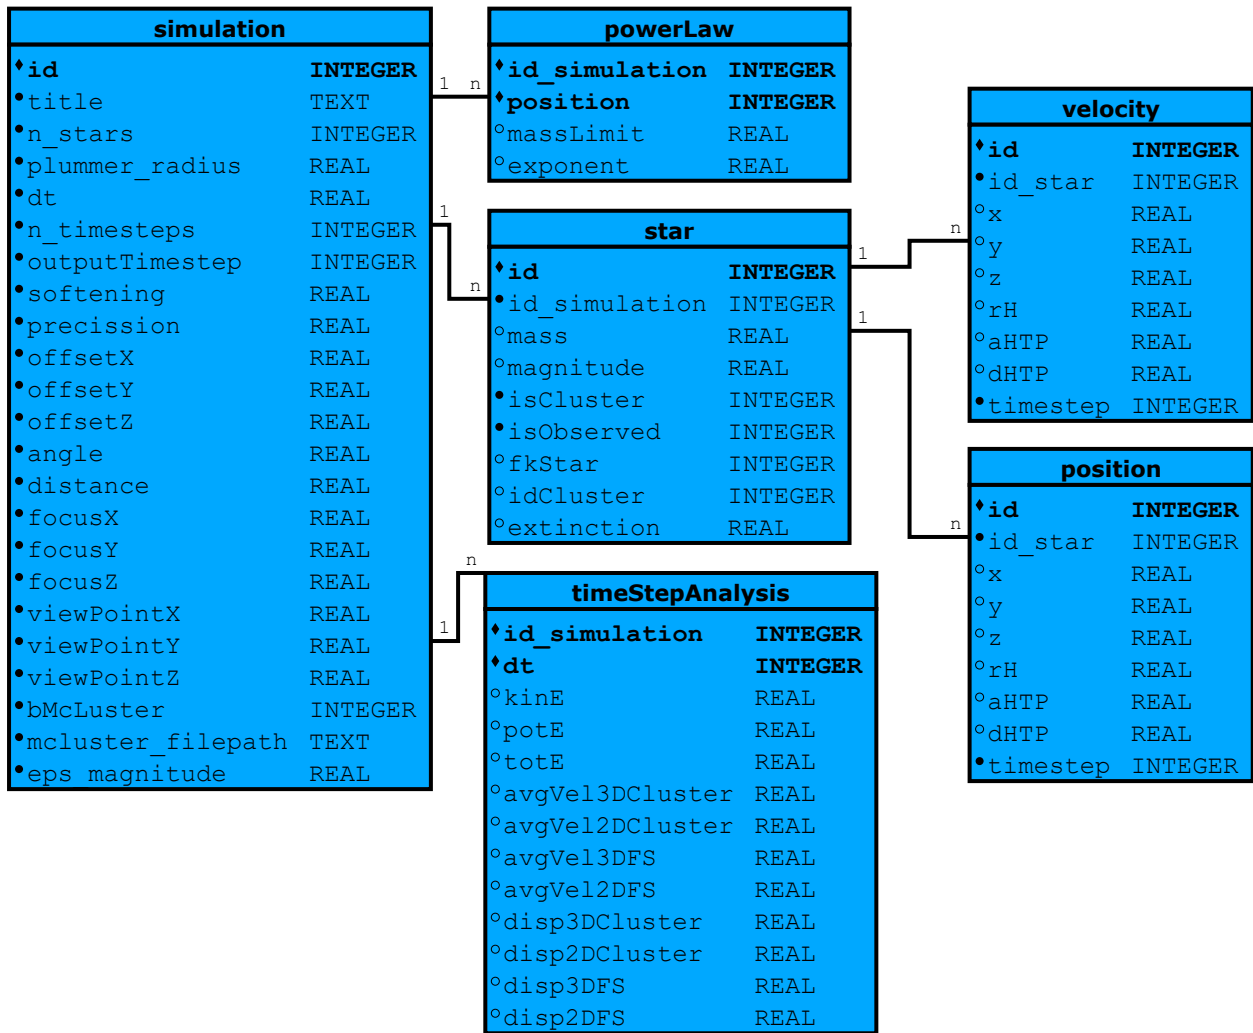 simulation
id INTEGER
title TEXT
n_stars INTEGER
plummer_radius REAL
dt REAL
n_timesteps INTEGER
outputTimestep INTEGER
softening REAL
precission REAL
offsetX REAL
offsetY REAL
offsetZ REAL
angle REAL
distance REAL
focusX REAL
focusY REAL
focusZ REAL
viewPointX REAL
viewPointY REAL
viewPointZ REAL
bMcLuster INTEGER
mcluster_filepath TEXT
eps_magnitude REAL
1 n
powerLaw
id_simulation INTEGER
position INTEGER
massLimit REAL
exponent REAL
1
n
star
id INTEGER
id_simulation INTEGER
mass REAL
magnitude REAL
isCluster INTEGER
isObserved INTEGER
fkStar INTEGER
idCluster INTEGER
extinction REAL
1
n
timeStepAnalysis
id_simulation INTEGER
dt INTEGER
kinE REAL
potE REAL
totE REAL
avgVel3DCluster REAL
avgVel2DCluster REAL
avgVel3DFS REAL
avgVel2DFS REAL
disp3DCluster REAL
disp2DCluster REAL
disp3DFS REAL
disp2DFS REAL
1
n
velocity
id INTEGER
id_star INTEGER
x REAL
y REAL
z REAL
rH REAL
aHTP REAL
dHTP REAL
timestep INTEGER
1
n
position
id INTEGER
id_star INTEGER
x REAL
y REAL
z REAL
rH REAL
aHTP REAL
dHTP REAL
timestep INTEGER